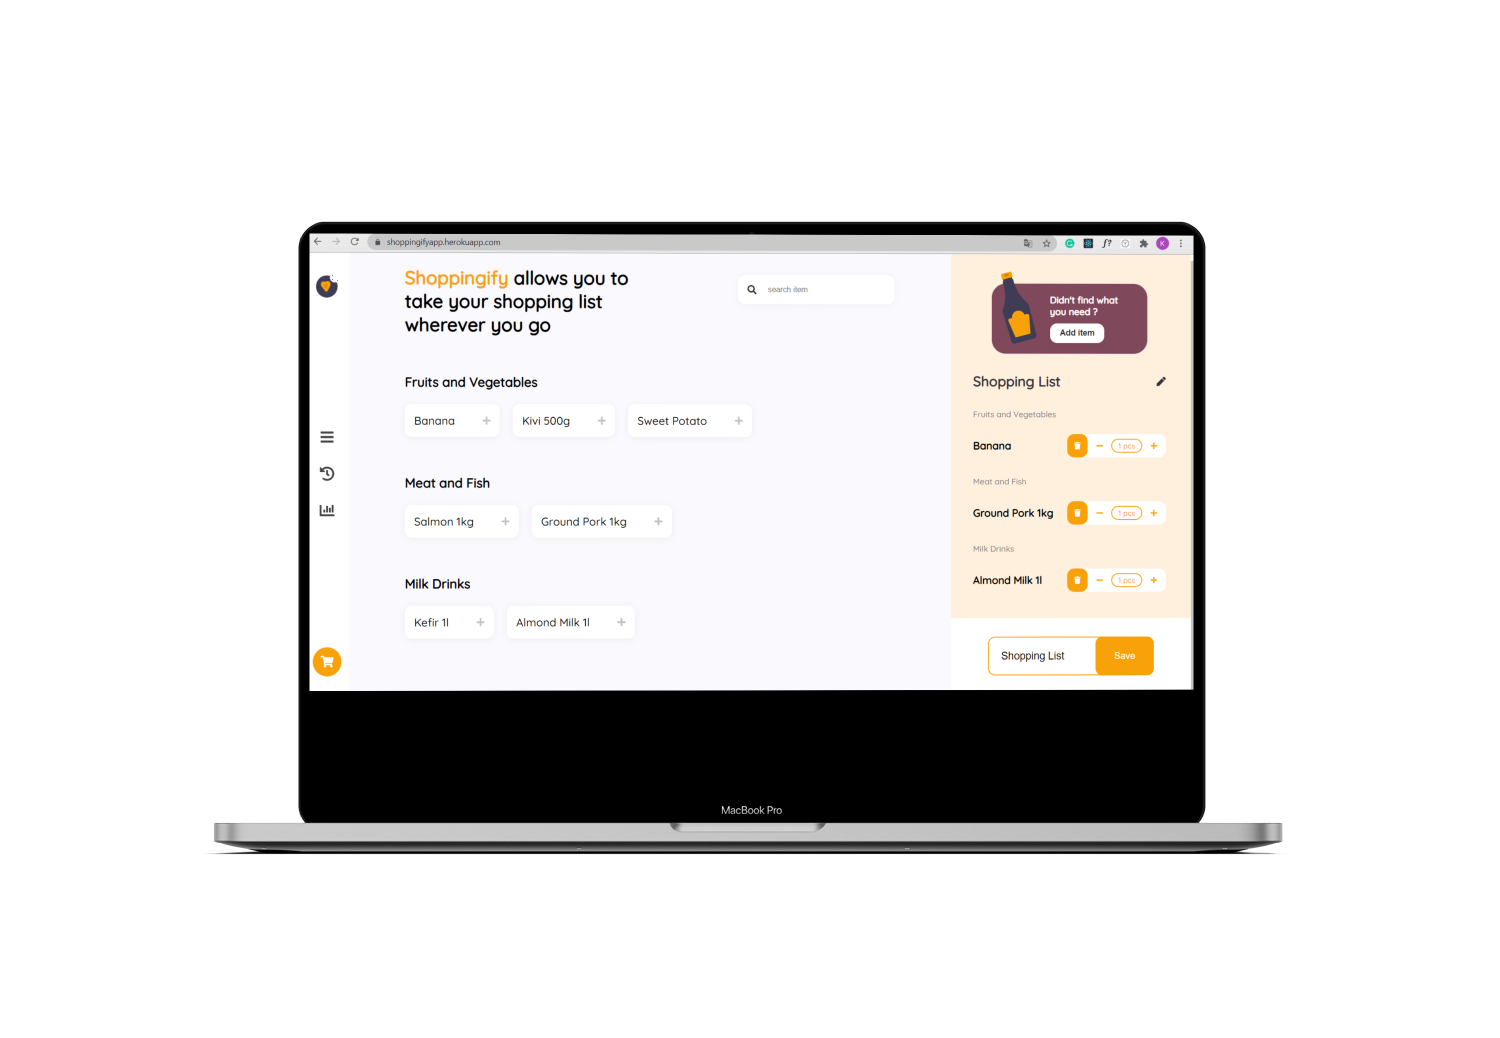 shoppingifyapp.herokuapp.com
f?
K
Shoppingify allows you to
take your shopping list
wherever you go
search item
Fruits and Vegetables
Banana +
Kivi 500g +
Sweet Potato +
Meat and Fish
Salmon 1kg +
Ground Pork 1kg +
Milk Drinks
Kefir 1l +
Almond Milk 1l +
Didn't find what
you need ?
Add item
Shopping List
Fruits and Vegetables
Banana − 1 pcs +
Meat and Fish
Ground Pork 1kg − 1 pcs +
Milk Drinks
Almond Milk 1l − 1 pcs +
Shopping List Save
MacBook Pro